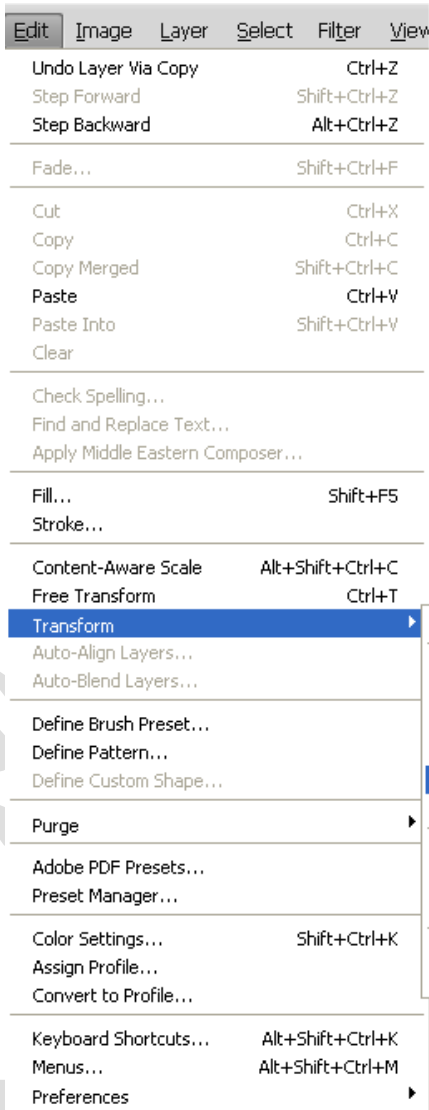 Edit Image Layer Select Filter View
Undo Layer Via Copy Ctrl+Z
Step Forward Shift+Ctrl+Z
Step Backward Alt+Ctrl+Z
Fade... Shift+Ctrl+F
Cut Ctrl+X
Copy Ctrl+C
Copy Merged Shift+Ctrl+C
Paste Ctrl+V
Paste Into Shift+Ctrl+V
Clear
Check Spelling...
Find and Replace Text...
Apply Middle Eastern Composer...
Fill... Shift+F5
Stroke...
Content-Aware Scale Alt+Shift+Ctrl+C
Free Transform Ctrl+T
Transform
Auto-Align Layers...
Auto-Blend Layers...
Define Brush Preset...
Define Pattern...
Define Custom Shape...
Purge
Adobe PDF Presets...
Preset Manager...
Color Settings... Shift+Ctrl+K
Assign Profile...
Convert to Profile...
Keyboard Shortcuts... Alt+Shift+Ctrl+K
Menus... Alt+Shift+Ctrl+M
Preferences